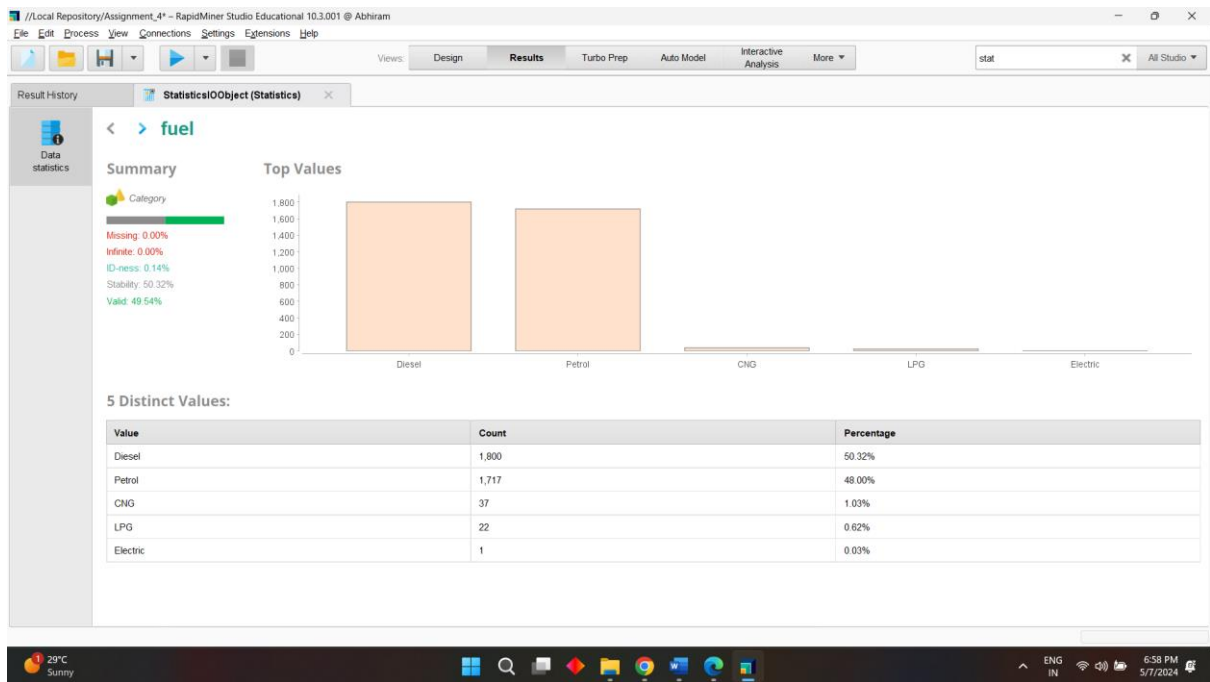 //Local Repository/Assignment_4* – RapidMiner Studio Educational 10.3.001 @ Abhiram
File Edit Process View Connections Settings Extensions Help
Views: Design Results Turbo Prep Auto Model Interactive Analysis More stat All Studio
Result History StatisticsIOObject (Statistics)
fuel
Data statistics
Summary
Category
Missing: 0.00%
Infinite: 0.00%
ID-ness: 0.14%
Stability: 50.32%
Valid: 49.54%
Top Values
1,800
1,600
1,400
1,200
1,000
800
600
400
200
0
Diesel Petrol CNG LPG Electric
5 Distinct Values:
Value Count Percentage
Diesel 1,800 50.32%
Petrol 1,717 48.00%
CNG 37 1.03%
LPG 22 0.62%
Electric 1 0.03%
1 29°C
Sunny
ENG 6:58 PM
IN 5/7/2024